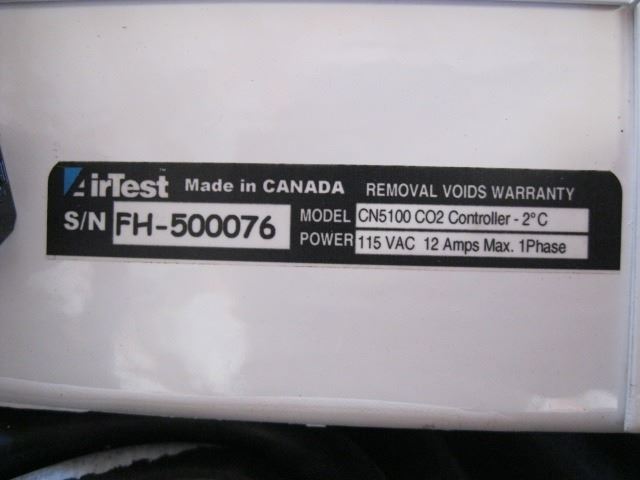 AirTest™ Made in CANADA REMOVAL VOIDS WARRANTY
S/N FH-500076
MODEL CN5100 CO2 Controller - 2°C
POWER 115 VAC 12 Amps Max. 1Phase